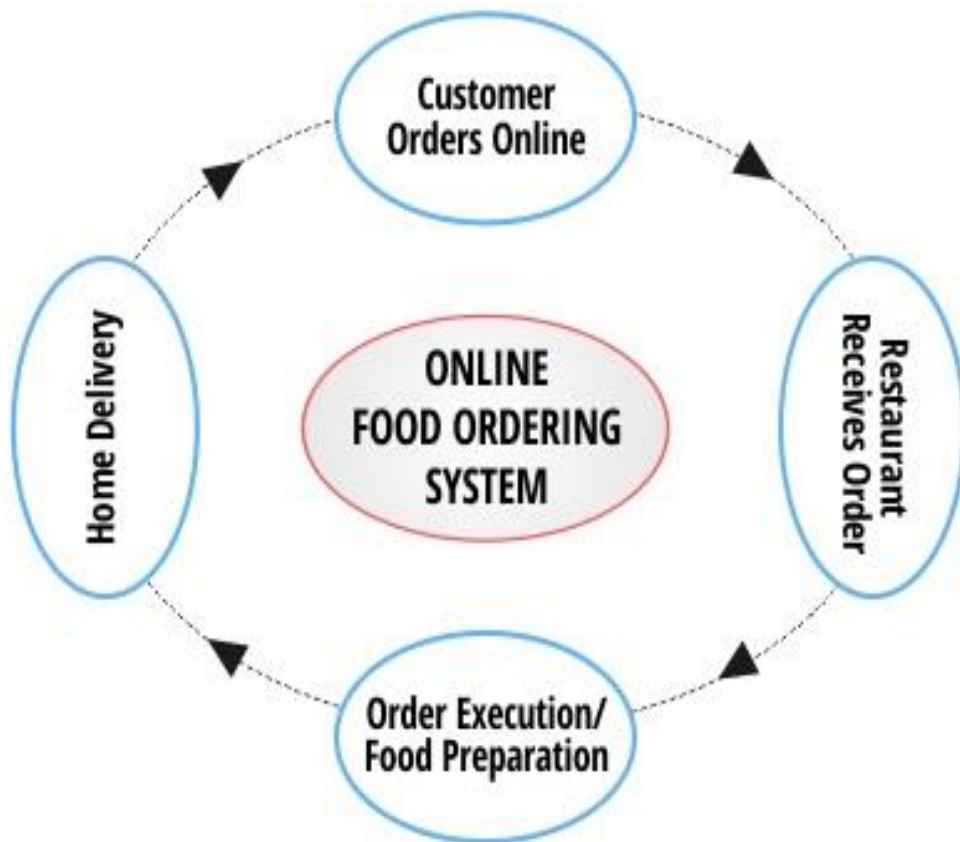 Customer
Orders Online
Restaurant
Receives Order
Order Execution/
Food Preparation
Home Delivery
ONLINE
FOOD ORDERING
SYSTEM